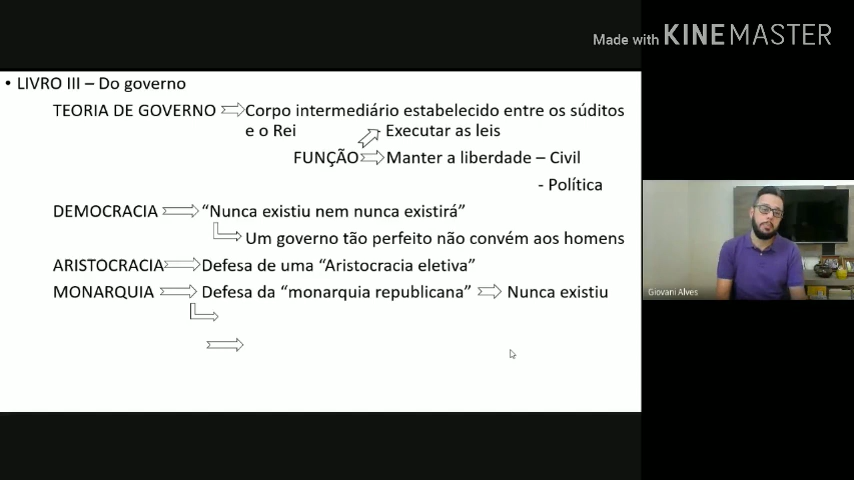 Made with KINEMASTER
• LIVRO III – Do governo
TEORIA DE GOVERNO Corpo intermediário estabelecido entre os súditos
e o Rei Executar as leis
FUNÇÃO Manter a liberdade – Civil
- Política
DEMOCRACIA “Nunca existiu nem nunca existirá”
Um governo tão perfeito não convém aos homens
ARISTOCRACIA Defesa de uma “Aristocracia eletiva”
MONARQUIA Defesa da “monarquia republicana” Nunca existiu
Giovani Alves